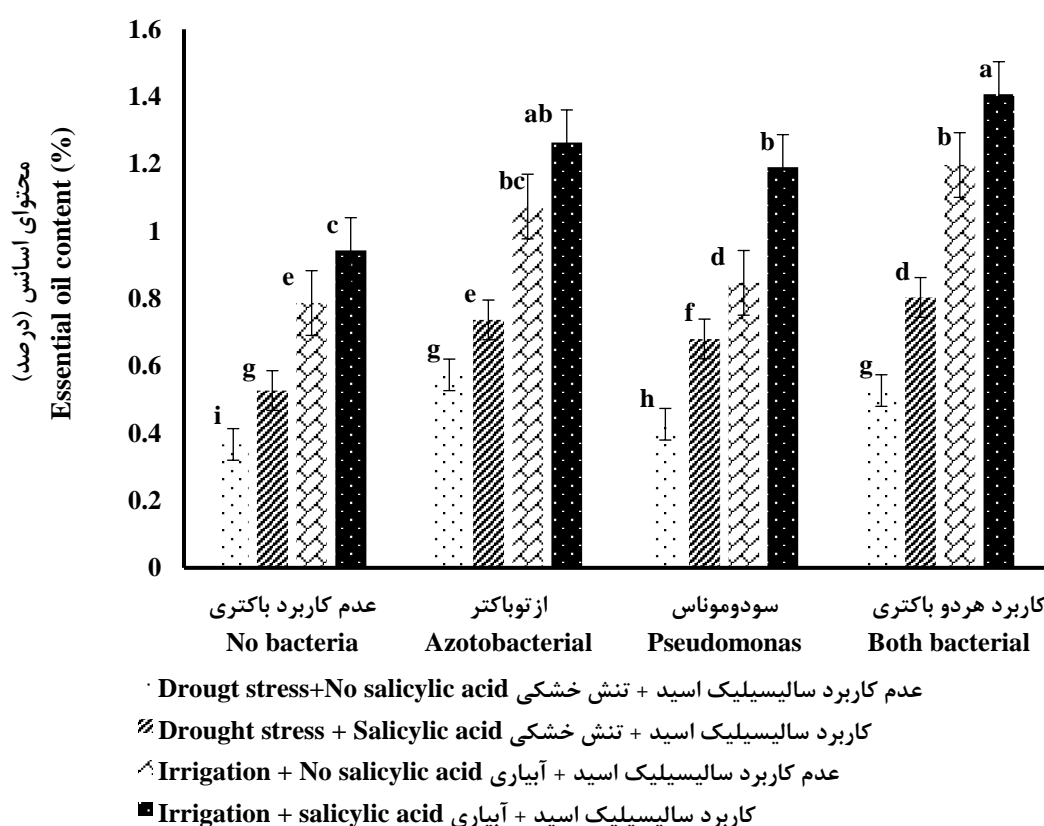 محتوای اسانس (درصد)
Essential oil content (%)
1.6
1.4
1.2
1
0.8
0.6
0.4
0.2
0
i
g
e
c
g
e
bc
ab
h
f
d
b
g
d
b
a
عدم کاربرد باکتری
No bacteria
ازتوباکتر
Azotobacterial
سودوموناس
Pseudomonas
کاربرد هردو باکتری
Both bacterial
Drougt stress+No salicylic acid عدم کاربرد سالیسیلیک اسید + تنش خشکی
Drought stress + Salicylic acid کاربرد سالیسیلیک اسید + تنش خشکی
Irrigation + No salicylic acid عدم کاربرد سالیسیلیک اسید + آبیاری
Irrigation + salicylic acid کاربرد سالیسیلیک اسید + آبیاری